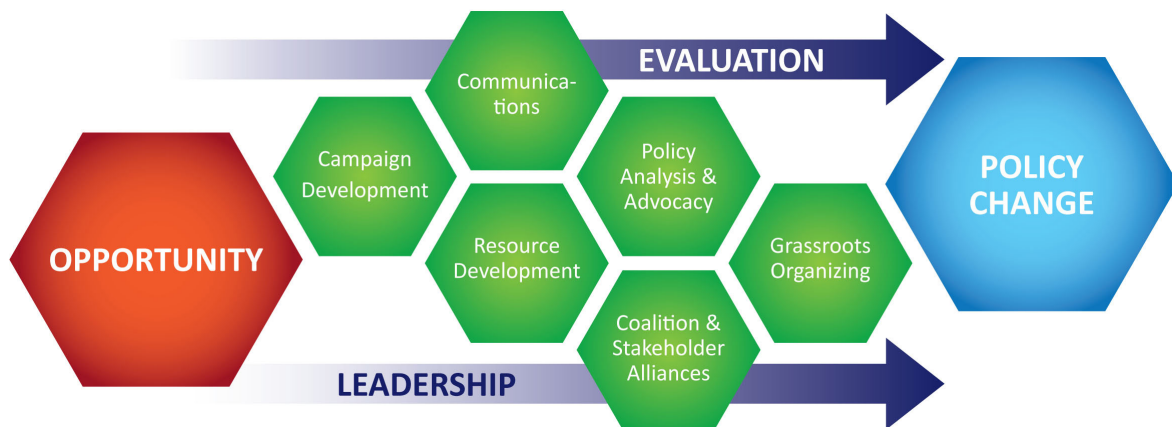 EVALUATION
Communica-
tions
Campaign
Development
Policy
Analysis &
Advocacy
POLICY
CHANGE
OPPORTUNITY
Resource
Development
Grassroots
Organizing
Coalition &
Stakeholder
Alliances
LEADERSHIP